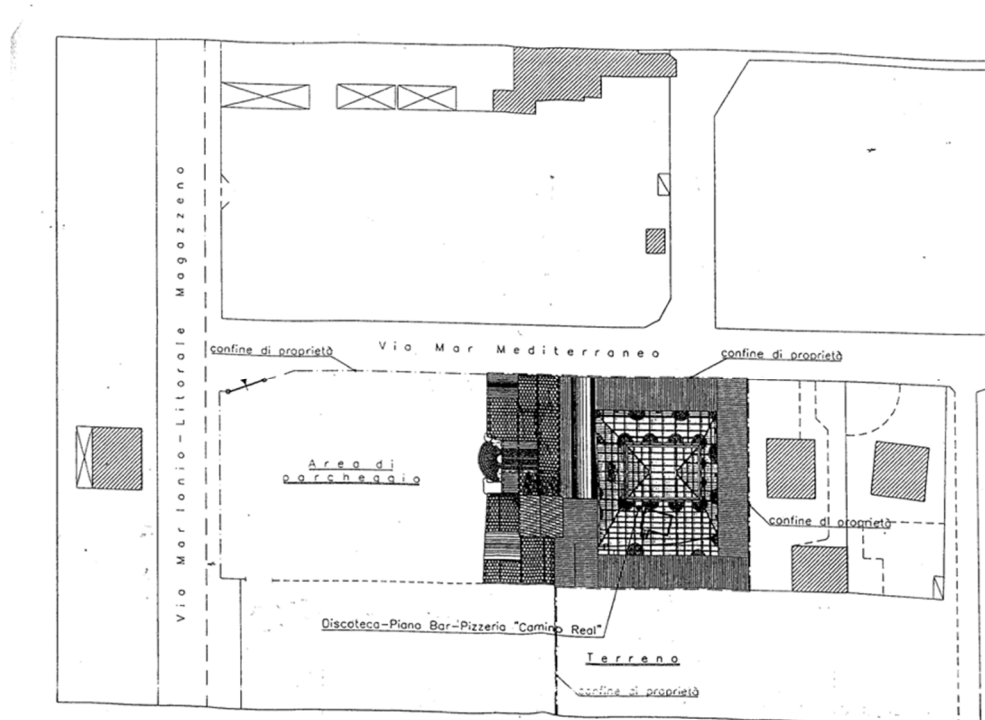 Via Mar Ionio-Litorale Magazzeno
Via Mar Mediterraneo
confine di proprietà
confine di proprietà
Area di
parcheggio
confine di proprietà
Discoteca-Piano Bar-Pizzeria "Camino Real"
Terreno
confine di proprietà